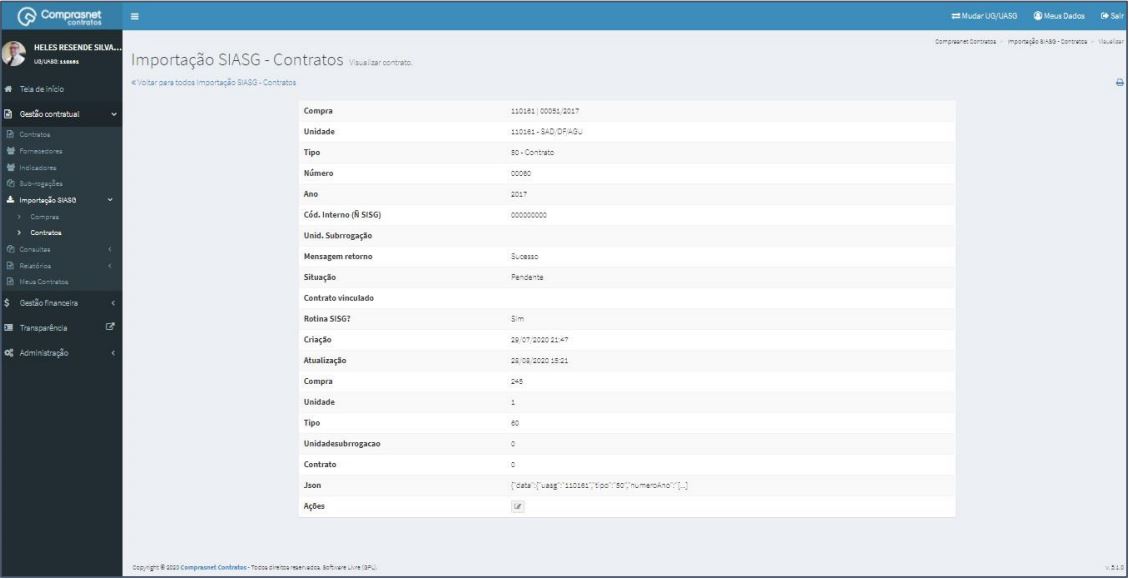 Comprasnet
contratos
Mudar UG/UASG
Meus Dados
Sair
HELES RESENDE SILVA...
UG/UASG: 110161
Comprasnet Contratos > Importação SIASG - Contratos > Visualizar
Importação SIASG - Contratos Visualizar contrato.
« Voltar para todos Importação SIASG - Contratos
Tela de Início
Gestão contratual
Contratos
Fornecedores
Indicadores
Sub-rogações
Importação SIASG
Compras
Contratos
Consultas
Relatórios
Meus Contratos
Gestão financeira
Transparência
Administração
Compra 110161 | 00051/2017
Unidade 110161 - SAD/DF/AGU
Tipo 50 - Contrato
Número 00060
Ano 2017
Cód. Interno (Ñ SISG) 000000000
Unid. Subrrogação
Mensagem retorno Sucesso
Situação Pendente
Contrato vinculado
Rotina SISG? Sim
Criação 29/07/2020 21:47
Atualização 28/08/2020 15:21
Compra 245
Unidade 1
Tipo 60
Unidadesubrrogacao 0
Contrato 0
Json {"data":{"uasg":"110161","tipo":"50","numeroAno":"[...]
Ações
Copyright © 2020 Comprasnet Contratos - Todos direitos reservados. Software Livre (GPL).
v. 5.1.0